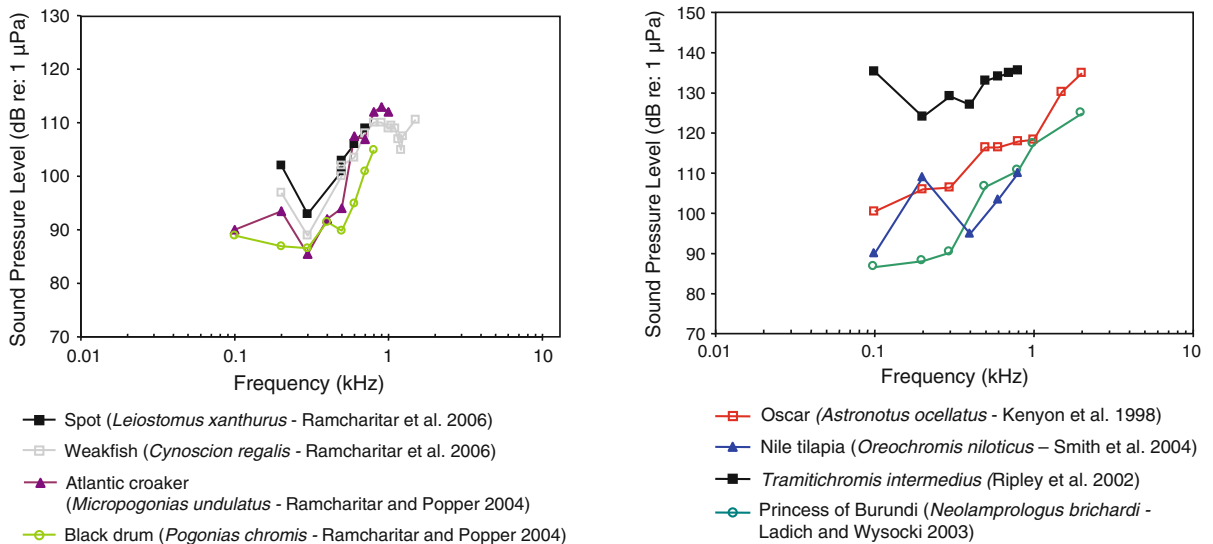 130
120
110
100
90
80
70
0.01
0.1
1
10
Sound Pressure Level (dB re: 1 µPa)
Frequency (kHz)
Spot (Leiostomus xanthurus - Ramcharitar et al. 2006)
Weakfish (Cynoscion regalis - Ramcharitar et al. 2006)
Atlantic croaker
(Micropogonias undulatus - Ramcharitar and Popper 2004)
Black drum (Pogonias chromis - Ramcharitar and Popper 2004)
150
140
130
120
110
100
90
80
70
0.01
0.1
1
10
Sound Pressure Level (dB re: 1 µPa)
Frequency (kHz)
Oscar (Astronotus ocellatus - Kenyon et al. 1998)
Nile tilapia (Oreochromis niloticus – Smith et al. 2004)
Tramitichromis intermedius (Ripley et al. 2002)
Princess of Burundi (Neolamprologus brichardi -
Ladich and Wysocki 2003)